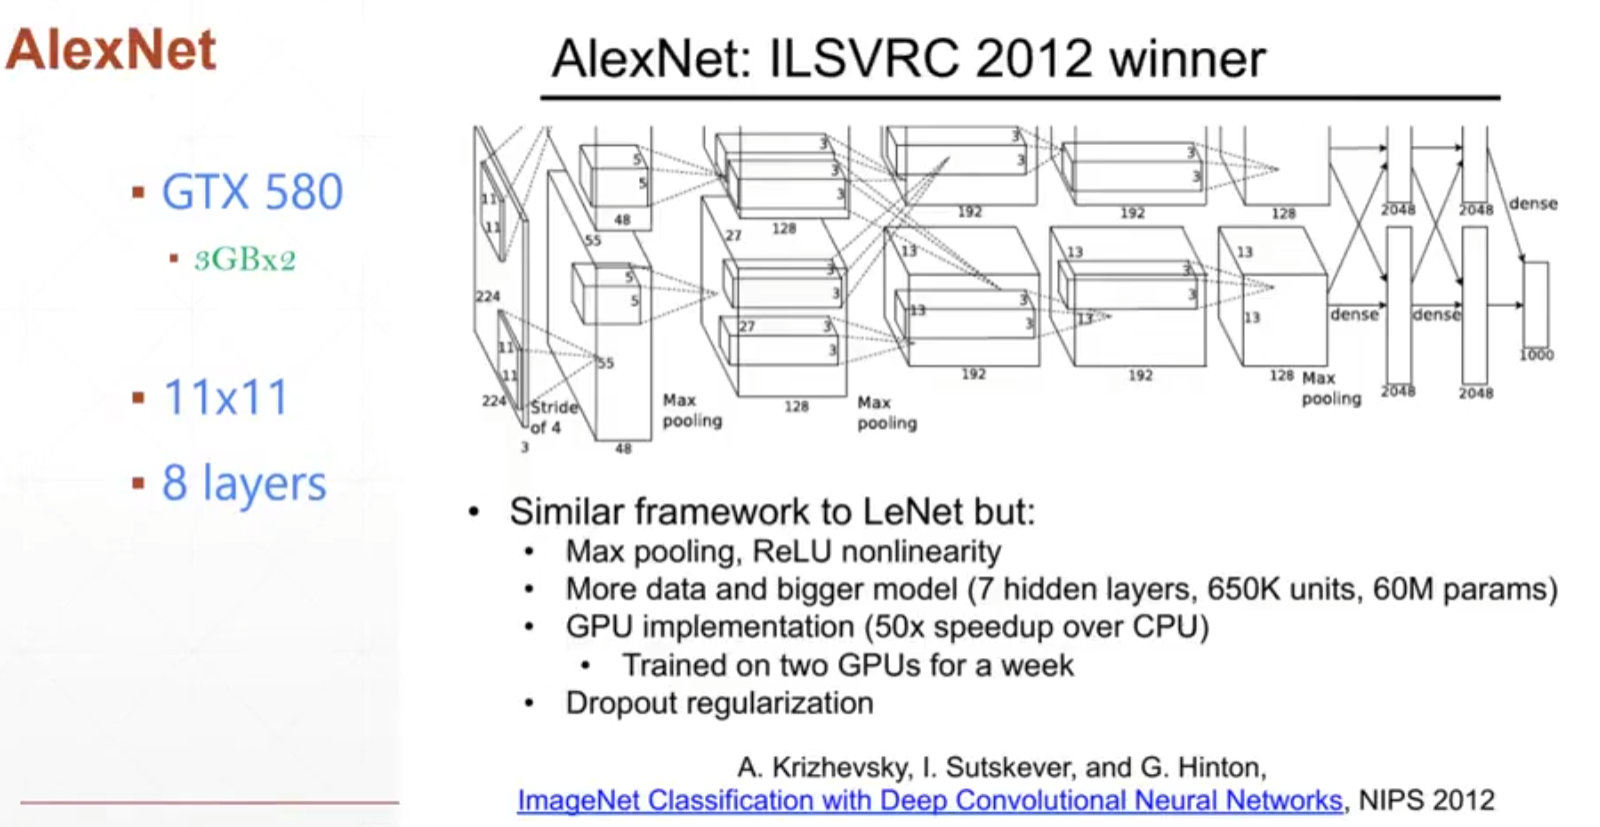 AlexNet
GTX 580
3GBx2
11x11
8 layers
AlexNet: ILSVRC 2012 winner
11
11
224
11
11
224
3
Stride
of 4
5
5
48
55
5
5
55
48
Max
pooling
3
3
3
128
27
3
3
27
3
3
128
Max
pooling
3
3
192
13
3
3
13
192
3
3
192
13
3
3
13
192
128
13
13
128
Max
pooling
2048
2048
dense
dense
dense
2048
2048
1000
• Similar framework to LeNet but:
• Max pooling, ReLU nonlinearity
• More data and bigger model (7 hidden layers, 650K units, 60M params)
• GPU implementation (50x speedup over CPU)
• Trained on two GPUs for a week
• Dropout regularization
A. Krizhevsky, I. Sutskever, and G. Hinton,
ImageNet Classification with Deep Convolutional Neural Networks, NIPS 2012